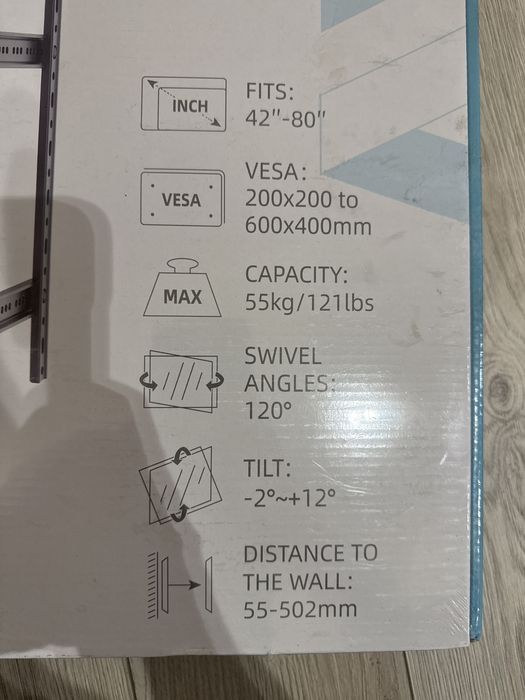 INCH
FITS:
42"-80"
VESA
VESA:
200x200 to
600x400mm
MAX
CAPACITY:
55kg/121lbs
SWIVEL
ANGLES:
120°
TILT:
-2°~+12°
DISTANCE TO
THE WALL:
55-502mm